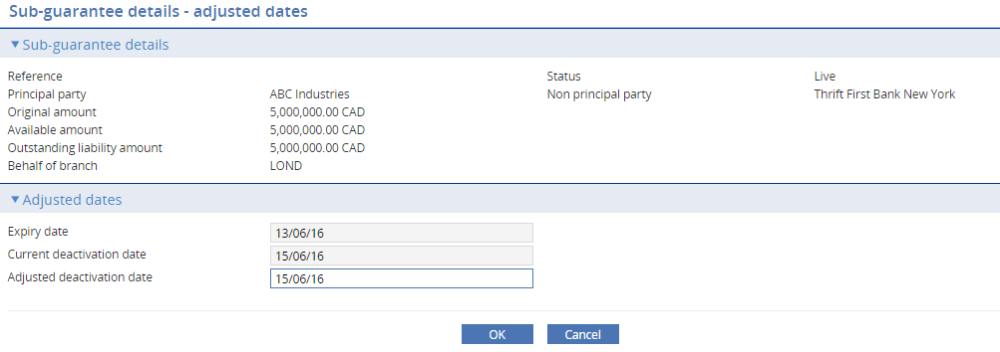 Sub-guarantee details - adjusted dates
Sub-guarantee details
Reference Status Live
Principal party ABC Industries Non principal party Thrift First Bank New York
Original amount 5,000,000.00 CAD
Available amount 5,000,000.00 CAD
Outstanding liability amount 5,000,000.00 CAD
Behalf of branch LOND
Adjusted dates
Expiry date 13/06/16
Current deactivation date 15/06/16
Adjusted deactivation date 15/06/16
OK Cancel